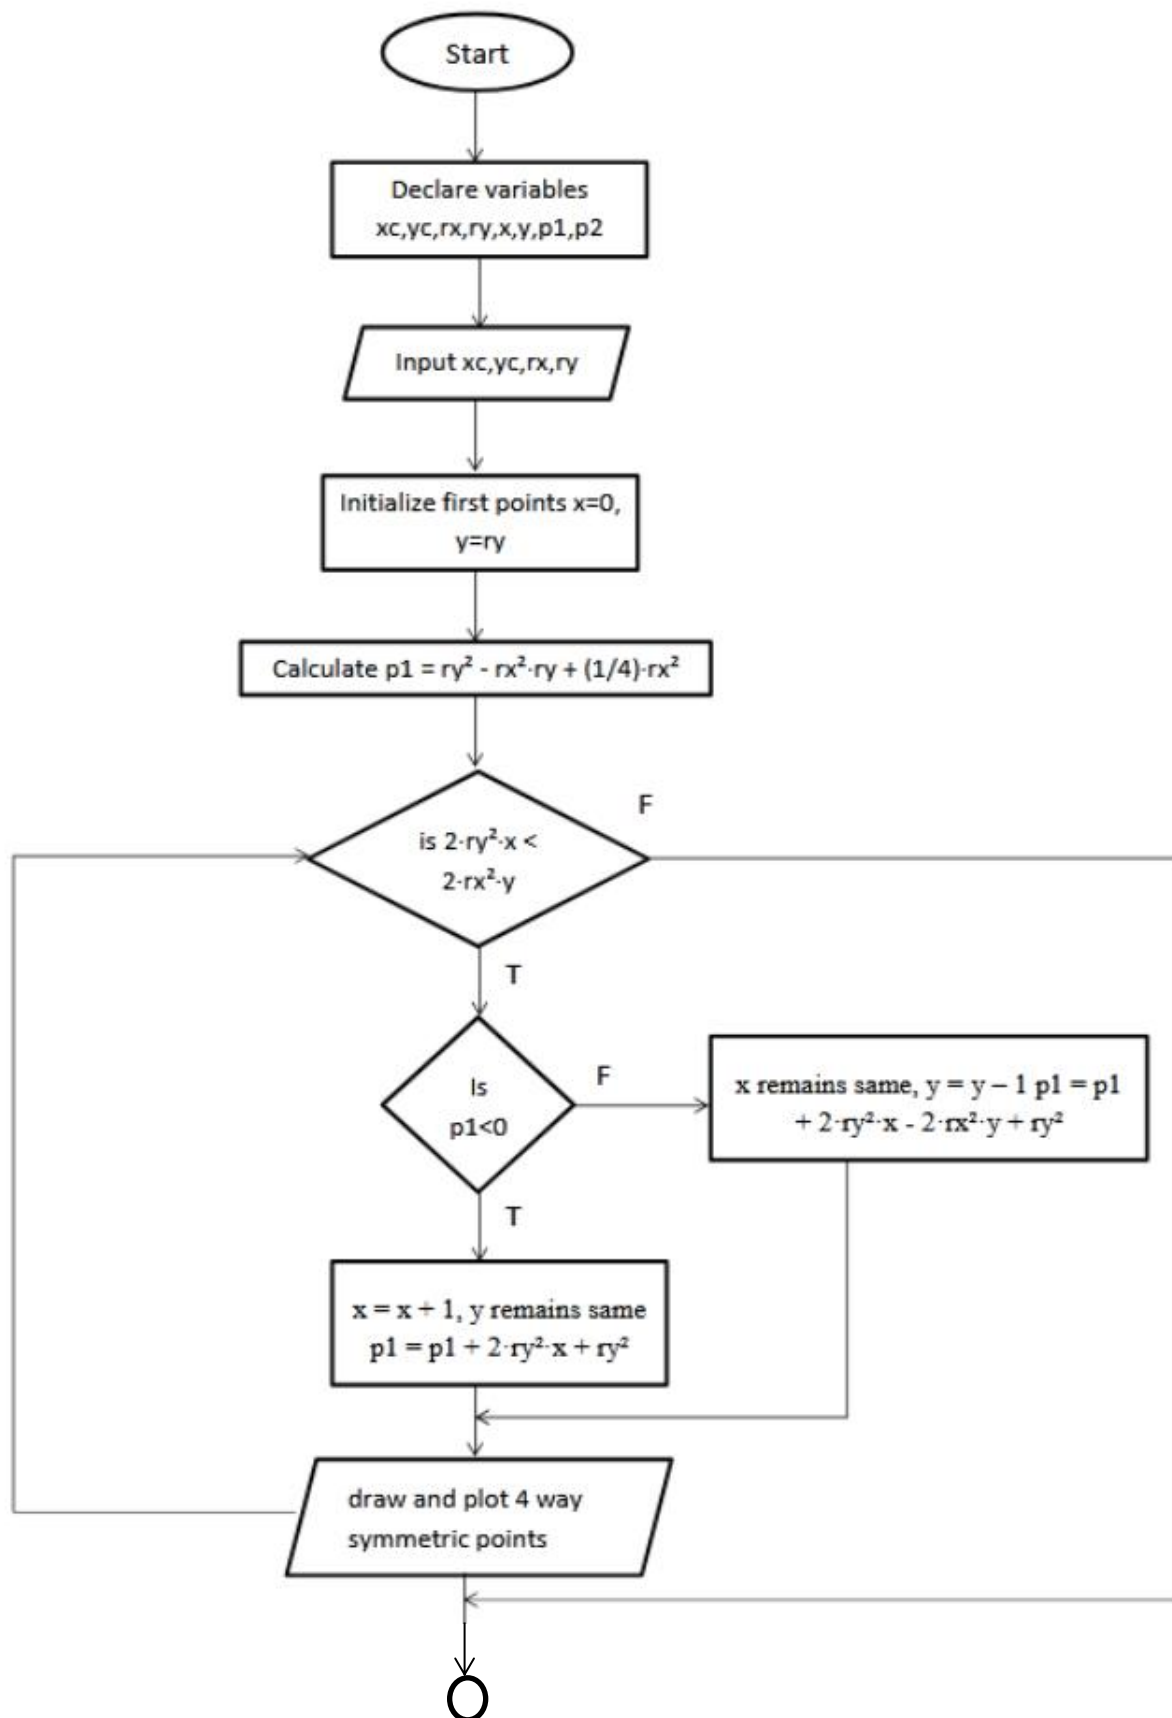 Start
Declare variables
xc,yc,rx,ry,x,y,p1,p2
Input xc,yc,rx,ry
Initialize first points x=0,
y=ry
Calculate p1 = ry² - rx²·ry + (1/4)·rx²
F
is 2·ry²·x <
2·rx²·y
T
Is
p1<0
F
x remains same, y = y – 1 p1 = p1
+ 2·ry²·x - 2·rx²·y + ry²
T
x = x + 1, y remains same
p1 = p1 + 2·ry²·x + ry²
draw and plot 4 way
symmetric points